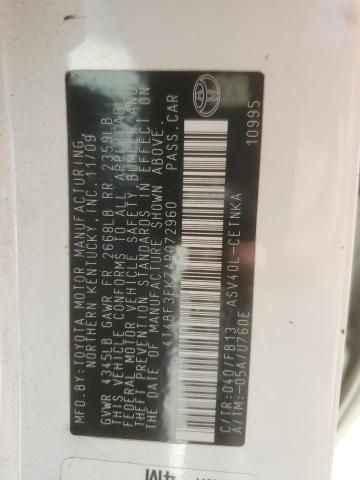 MFD.BY:TOYOTA MOTOR MANUFACTURING,
NORTHERN KENTUCKY, INC. 11/09
GVWR 4345LB GAWR FR 2668LB RR 2359LB
THIS VEHICLE CONFORMS TO ALL APPLICABLE
FEDERAL MOTOR VEHICLE SAFETY, BUMPER, AND
THEFT PREVENTION STANDARDS IN EFFECT ON
THE DATE OF MANUFACTURE SHOWN ABOVE.
4T4BF3EK7AR072960 PASS.CAR
C/TR:040/FB13 ASV40L-CETNKA
A/TM:-05A/U760E
10995
4M